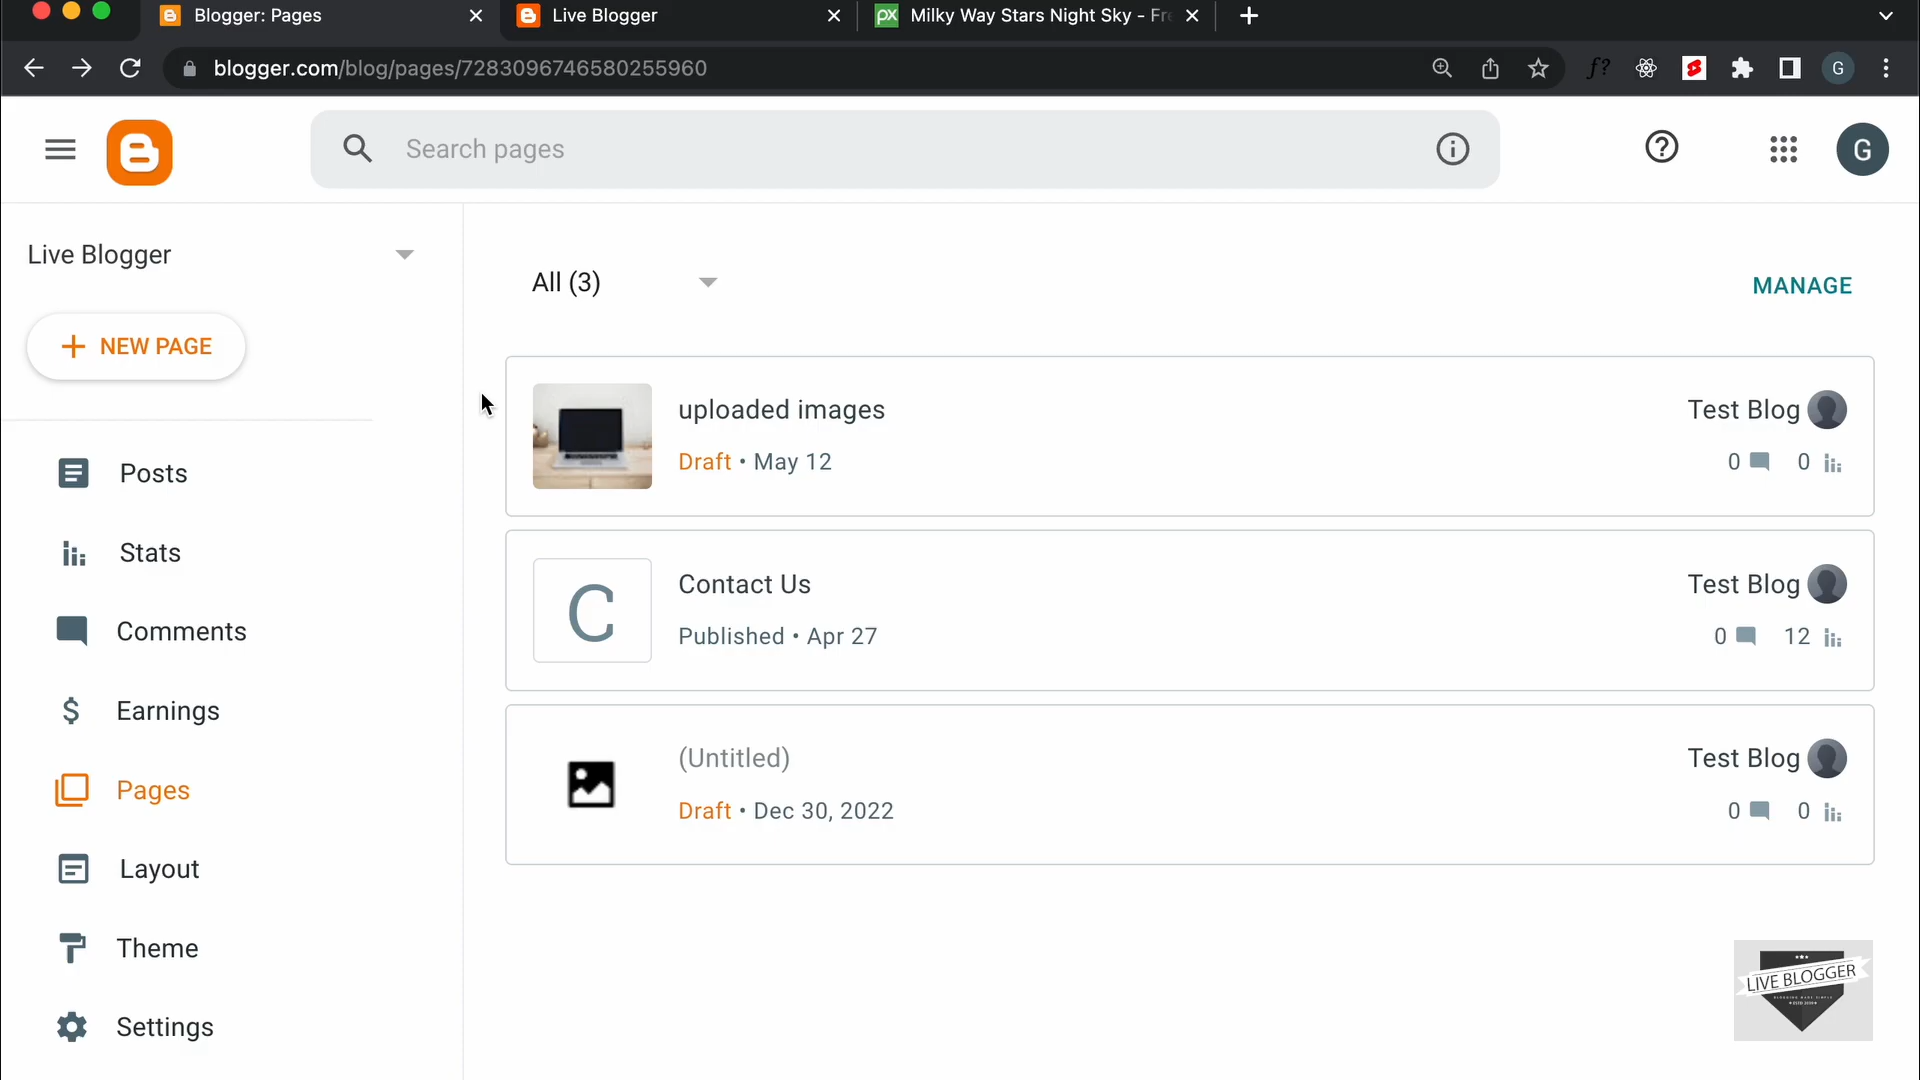 Blogger: Pages
Live Blogger
Milky Way Stars Night Sky - Fre
blogger.com/blog/pages/7283096746580255960
f?
G
Search pages
G
Live Blogger
NEW PAGE
Posts
Stats
Comments
Earnings
Pages
Layout
Theme
Settings
All (3)
MANAGE
uploaded images
Test Blog
Draft • May 12
0 0
C
Contact Us
Test Blog
Published • Apr 27
0 12
(Untitled)
Test Blog
Draft • Dec 30, 2022
0 0
LIVE BLOGGER